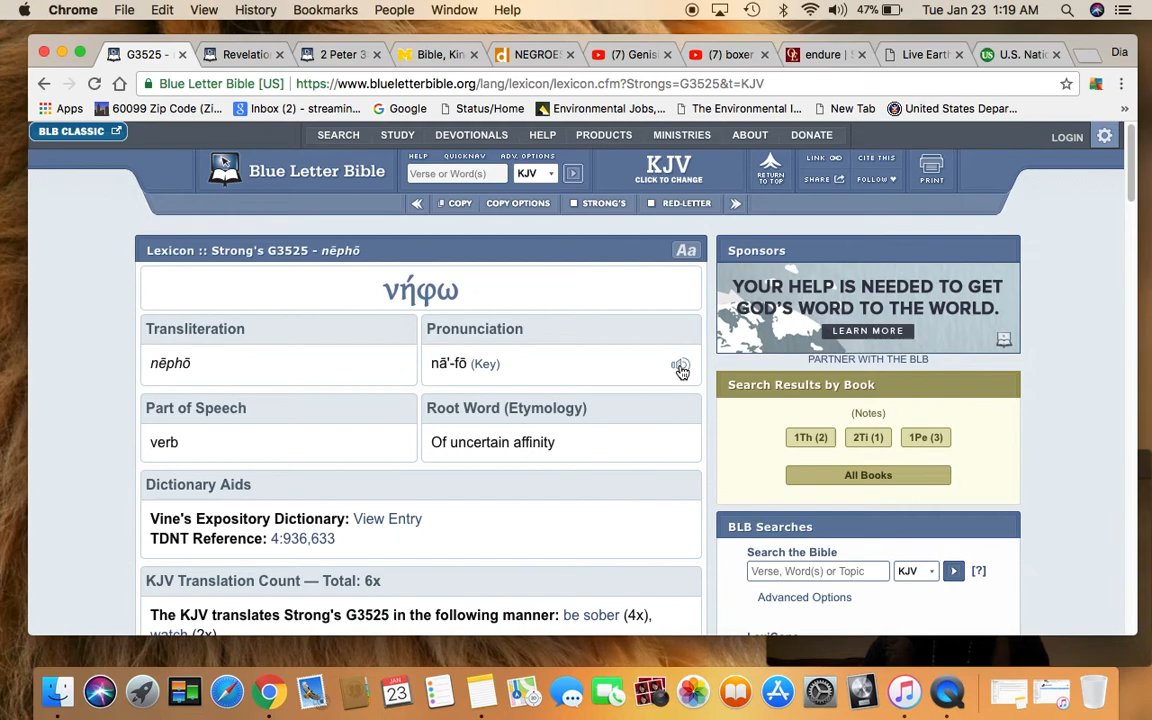 Chrome File Edit View History Bookmarks People Window Help 47% Tue Jan 23 1:19 AM
G3525 - Revelation 2 Peter 3 Bible, Kin NEGROES (7) Genisi (7) boxer endure | S Live Earth U.S. Nati Dia
Blue Letter Bible [US] https://www.blueletterbible.org/lang/lexicon/lexicon.cfm?Strongs=G3525&t=KJV
Apps 60099 Zip Code (Zi... Inbox (2) - streamin... Google Status/Home Environmental Jobs,... The Environmental I... New Tab United States Depar... »
BLB CLASSIC
SEARCH STUDY DEVOTIONALS HELP PRODUCTS MINISTRIES ABOUT DONATE LOGIN
HELP QUICKNAV ADV. OPTIONS
Blue Letter Bible Verse or Word(s) KJV
KJV
CLICK TO CHANGE
RETURN
TO TOP
LINK CITE THIS
SHARE FOLLOW
PRINT
COPY COPY OPTIONS STRONG'S RED-LETTER
Lexicon :: Strong's G3525 - nēphō Aa
νήφω
Transliteration
nēphō
Pronunciation
nā'-fō (Key)
Part of Speech
verb
Root Word (Etymology)
Of uncertain affinity
Dictionary Aids
Vine's Expository Dictionary: View Entry
TDNT Reference: 4:936,633
KJV Translation Count — Total: 6x
The KJV translates Strong's G3525 in the following manner: be sober (4x),
watch (2x).
Sponsors
YOUR HELP IS NEEDED TO GET
GOD'S WORD TO THE WORLD.
LEARN MORE
PARTNER WITH THE BLB
Search Results by Book
(Notes)
1Th (2) 2Ti (1) 1Pe (3)
All Books
BLB Searches
Search the Bible
Verse, Word(s) or Topic KJV [?]
Advanced Options